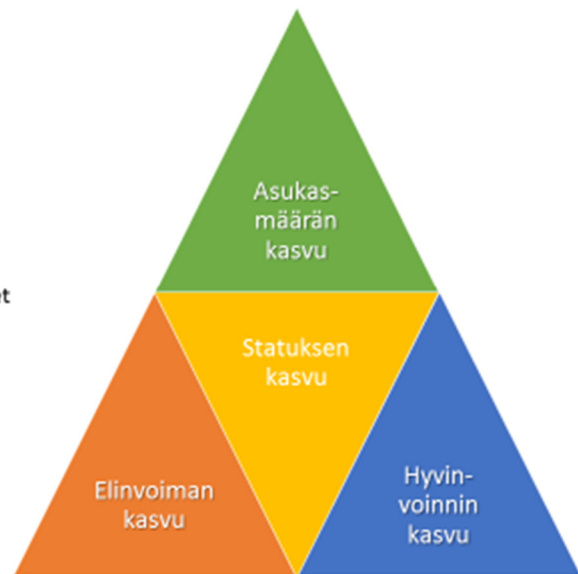 Asukas-
määrän
kasvu
Statuksen
kasvu
Elinvoiman
kasvu
Hyvin-
voinnin
kasvu